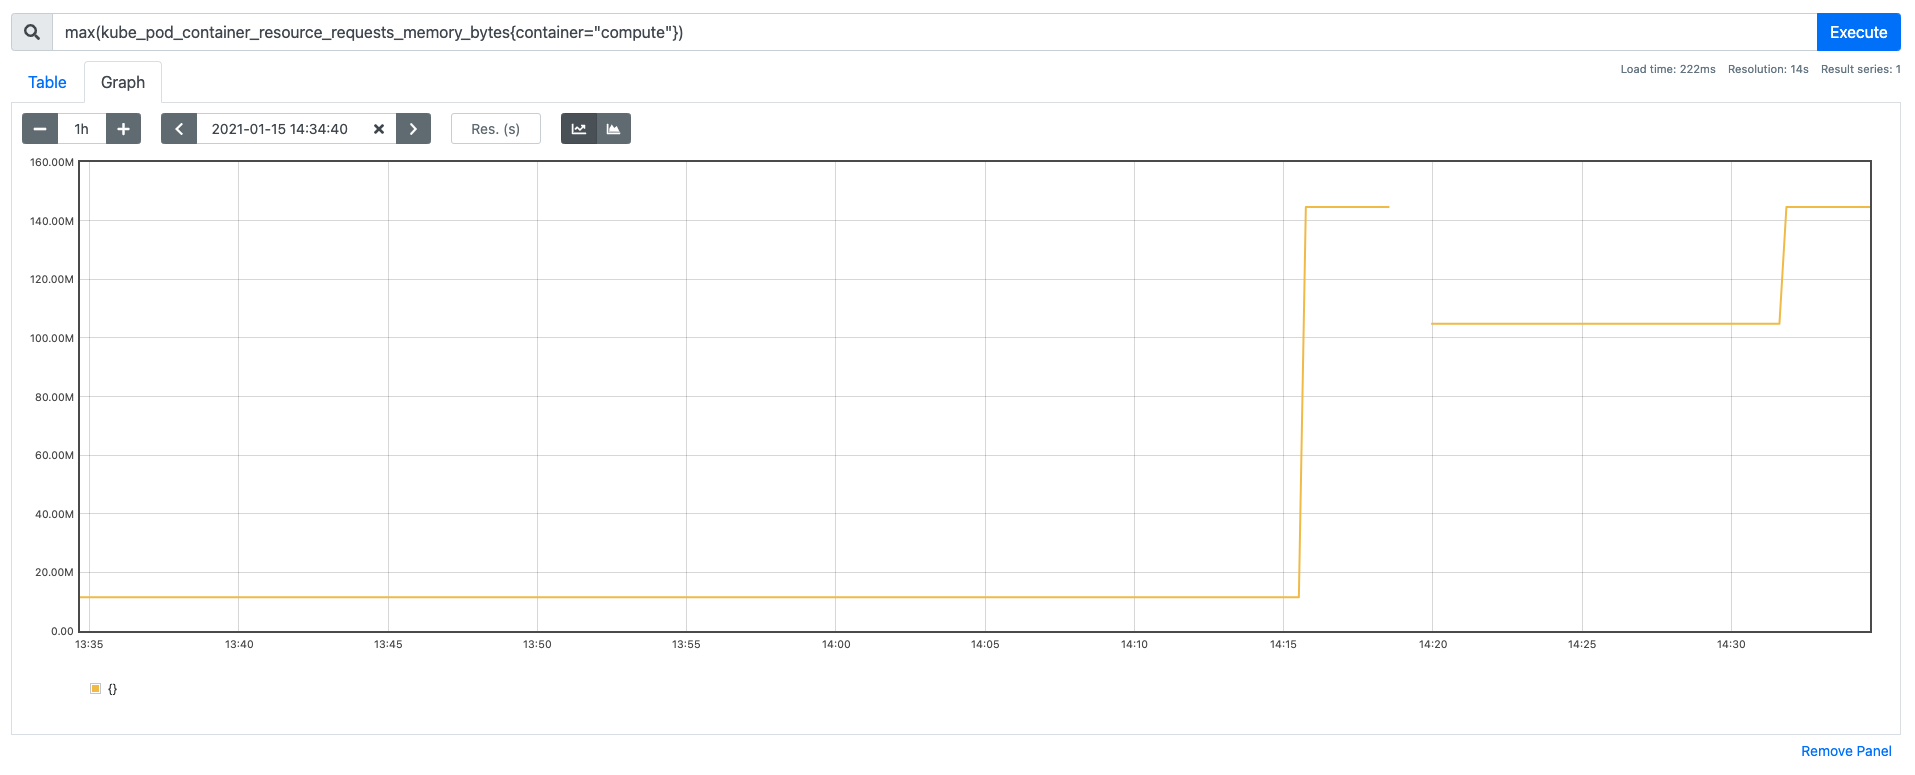 max(kube_pod_container_resource_requests_memory_bytes{container="compute"})
Execute
Table
Graph
Load time: 222ms Resolution: 14s Result series: 1
1h
2021-01-15 14:34:40
Res. (s)
160.00M
140.00M
120.00M
100.00M
80.00M
60.00M
40.00M
20.00M
0.00
13:35 13:40 13:45 13:50 13:55 14:00 14:05 14:10 14:15 14:20 14:25 14:30
{}
Remove Panel